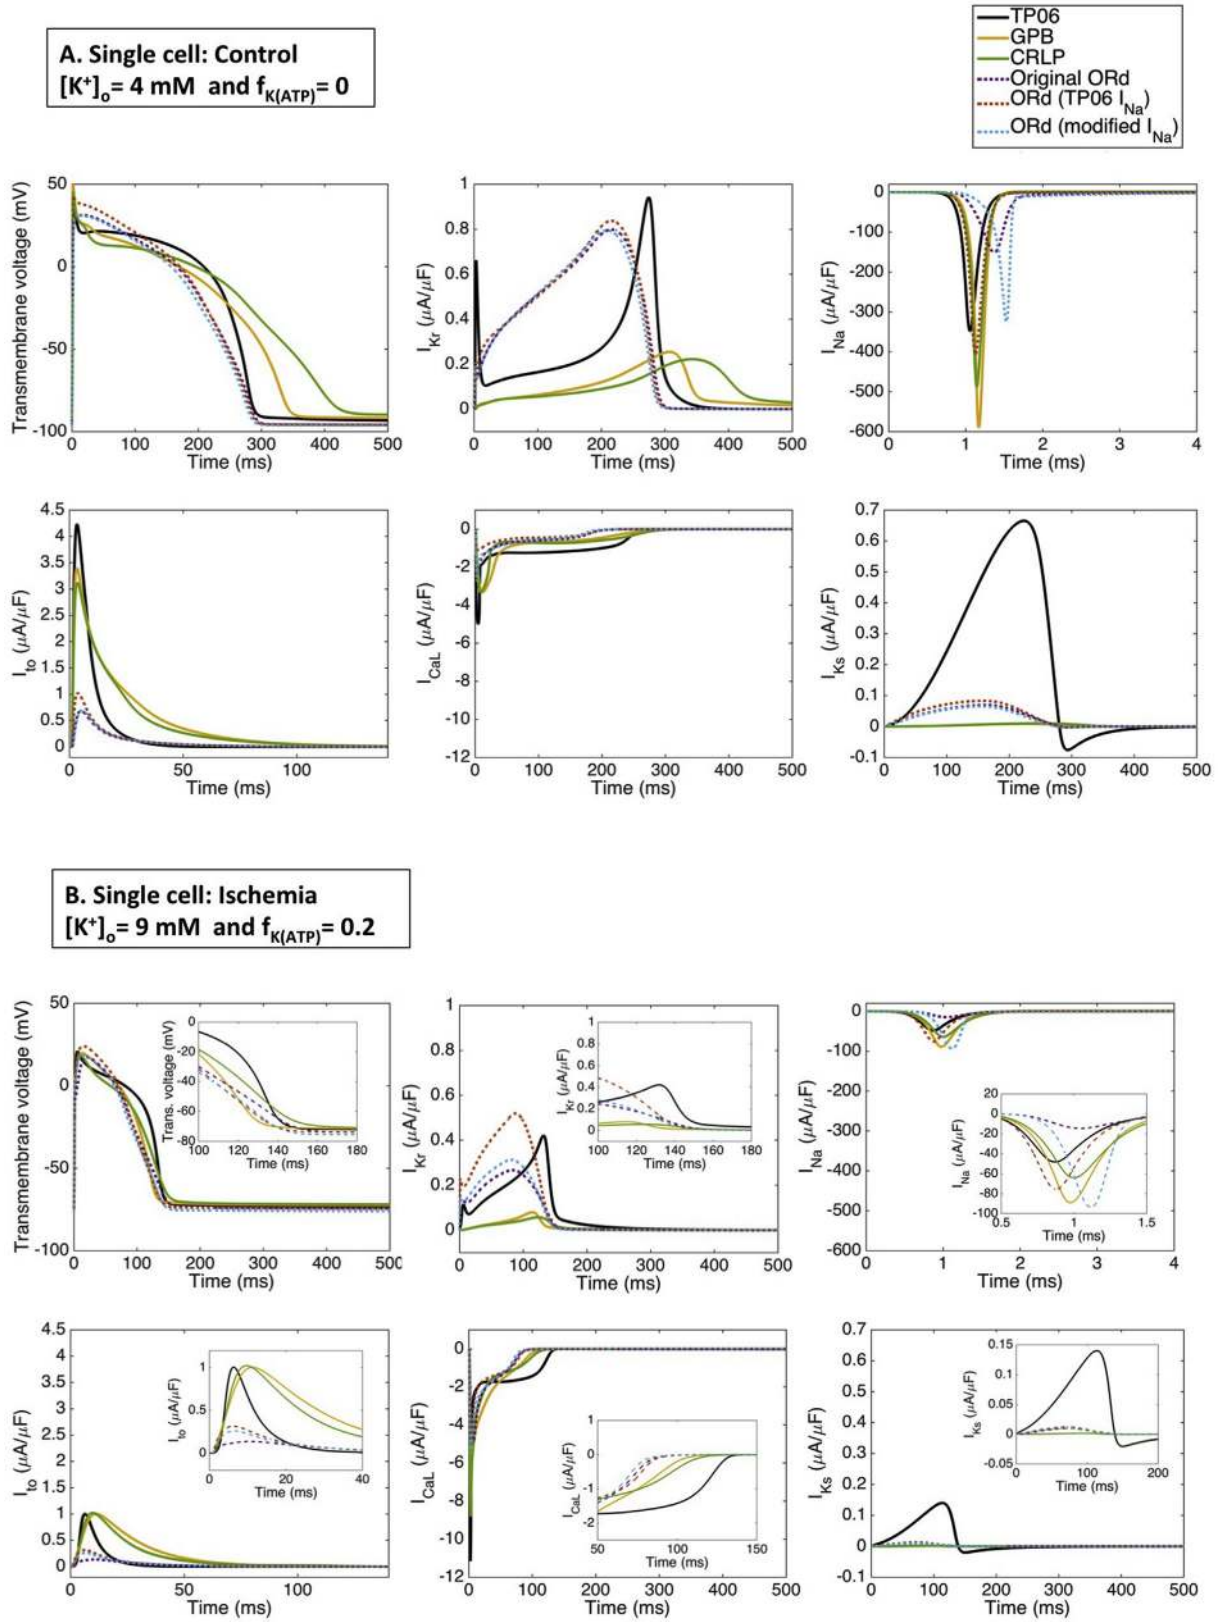 A. Single cell: Control
[K⁺]ₒ= 4 mM and f_K(ATP)= 0
TP06
GPB
CRLP
Original ORd
ORd (TP06 I_Na)
ORd (modified I_Na)
Transmembrane voltage (mV)
50
0
-50
-100
0 100 200 300 400 500
Time (ms)
I_Kr (μA/μF)
1
0.8
0.6
0.4
0.2
0
0 100 200 300 400 500
Time (ms)
I_Na (μA/μF)
0
-100
-200
-300
-400
-500
-600
0 1 2 3 4
Time (ms)
I_to (μA/μF)
4.5
4
3.5
3
2.5
2
1.5
1
0.5
0
0 50 100
Time (ms)
I_CaL (μA/μF)
0
-2
-4
-6
-8
-10
-12
0 100 200 300 400 500
Time (ms)
I_Ks (μA/μF)
0.7
0.6
0.5
0.4
0.3
0.2
0.1
0
-0.1
0 100 200 300 400 500
Time (ms)
B. Single cell: Ischemia
[K⁺]ₒ= 9 mM and f_K(ATP)= 0.2
Transmembrane voltage (mV)
50
0
-50
-100
0 100 200 300 400 500
Time (ms)
Trans. voltage (mV)
0
-20
-40
-60
-80
100 120 140 160 180
Time (ms)
I_Kr (μA/μF)
1
0.8
0.6
0.4
0.2
0
0 100 200 300 400 500
Time (ms)
I_Kr (μA/μF)
1
0.8
0.6
0.4
0.2
0
100 120 140 160 180
Time (ms)
I_Na (μA/μF)
0
-100
-200
-300
-400
-500
-600
0 1 2 3 4
Time (ms)
I_Na (μA/μF)
20
0
-20
-40
-60
-80
-100
0.5 1 1.5
Time (ms)
I_to (μA/μF)
4.5
4
3.5
3
2.5
2
1.5
1
0.5
0
0 50 100
Time (ms)
I_to (μA/μF)
1
0.5
0
0 20 40
Time (ms)
I_CaL (μA/μF)
0
-2
-4
-6
-8
-10
-12
0 100 200 300 400 500
Time (ms)
I_CaL (μA/μF)
1
0
-1
-2
50 100 150
Time (ms)
I_Ks (μA/μF)
0.7
0.6
0.5
0.4
0.3
0.2
0.1
0
-0.1
0 100 200 300 400 500
Time (ms)
I_Ks (μA/μF)
0.15
0.1
0.05
0
-0.05
0 100 200
Time (ms)